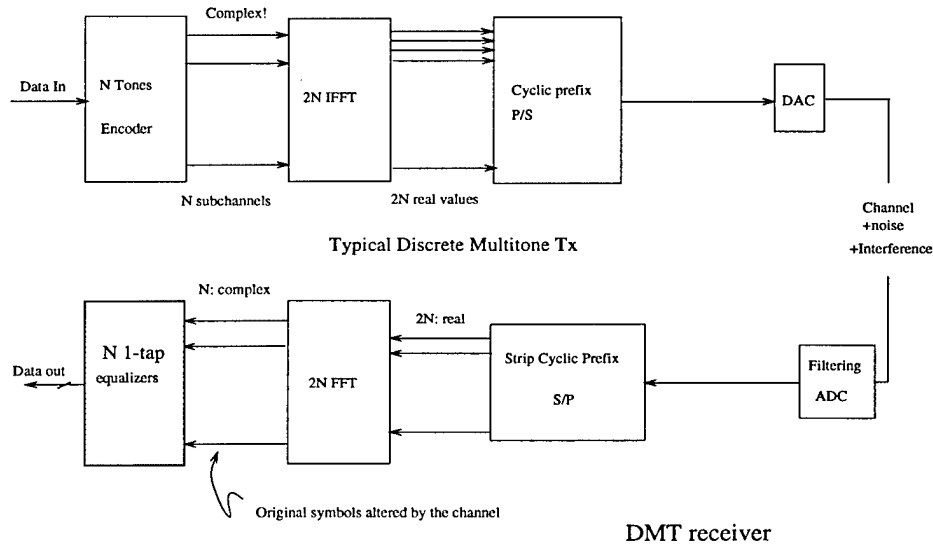 Complex!
Data In
N Tones
Encoder
2N IFFT
Cyclic prefix
P/S
DAC
N subchannels
2N real values
Channel
+noise
+Interference
Typical Discrete Multitone Tx
N: complex
2N: real
N 1-tap
equalizers
Data out
2N FFT
Strip Cyclic Prefix
S/P
Filtering
ADC
Original symbols altered by the channel
DMT receiver